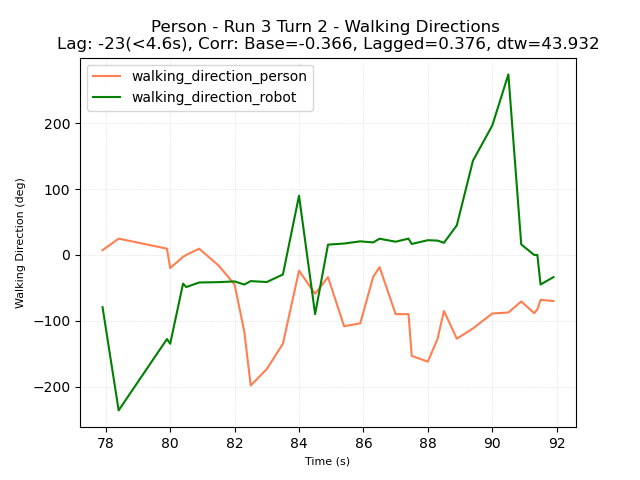 Person - Run 3 Turn 2 - Walking Directions
Lag: -23(<4.6s), Corr: Base=-0.366, Lagged=0.376, dtw=43.932
walking_direction_person
walking_direction_robot
200
100
0
−100
−200
Walking Direction (deg)
78 80 82 84 86 88 90 92
Time (s)